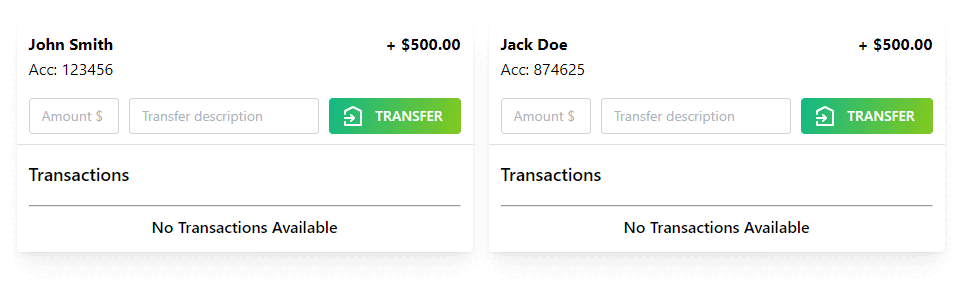 John Smith + $500.00
Acc: 123456
Amount $ Transfer description TRANSFER
Transactions
No Transactions Available
Jack Doe + $500.00
Acc: 874625
Amount $ Transfer description TRANSFER
Transactions
No Transactions Available